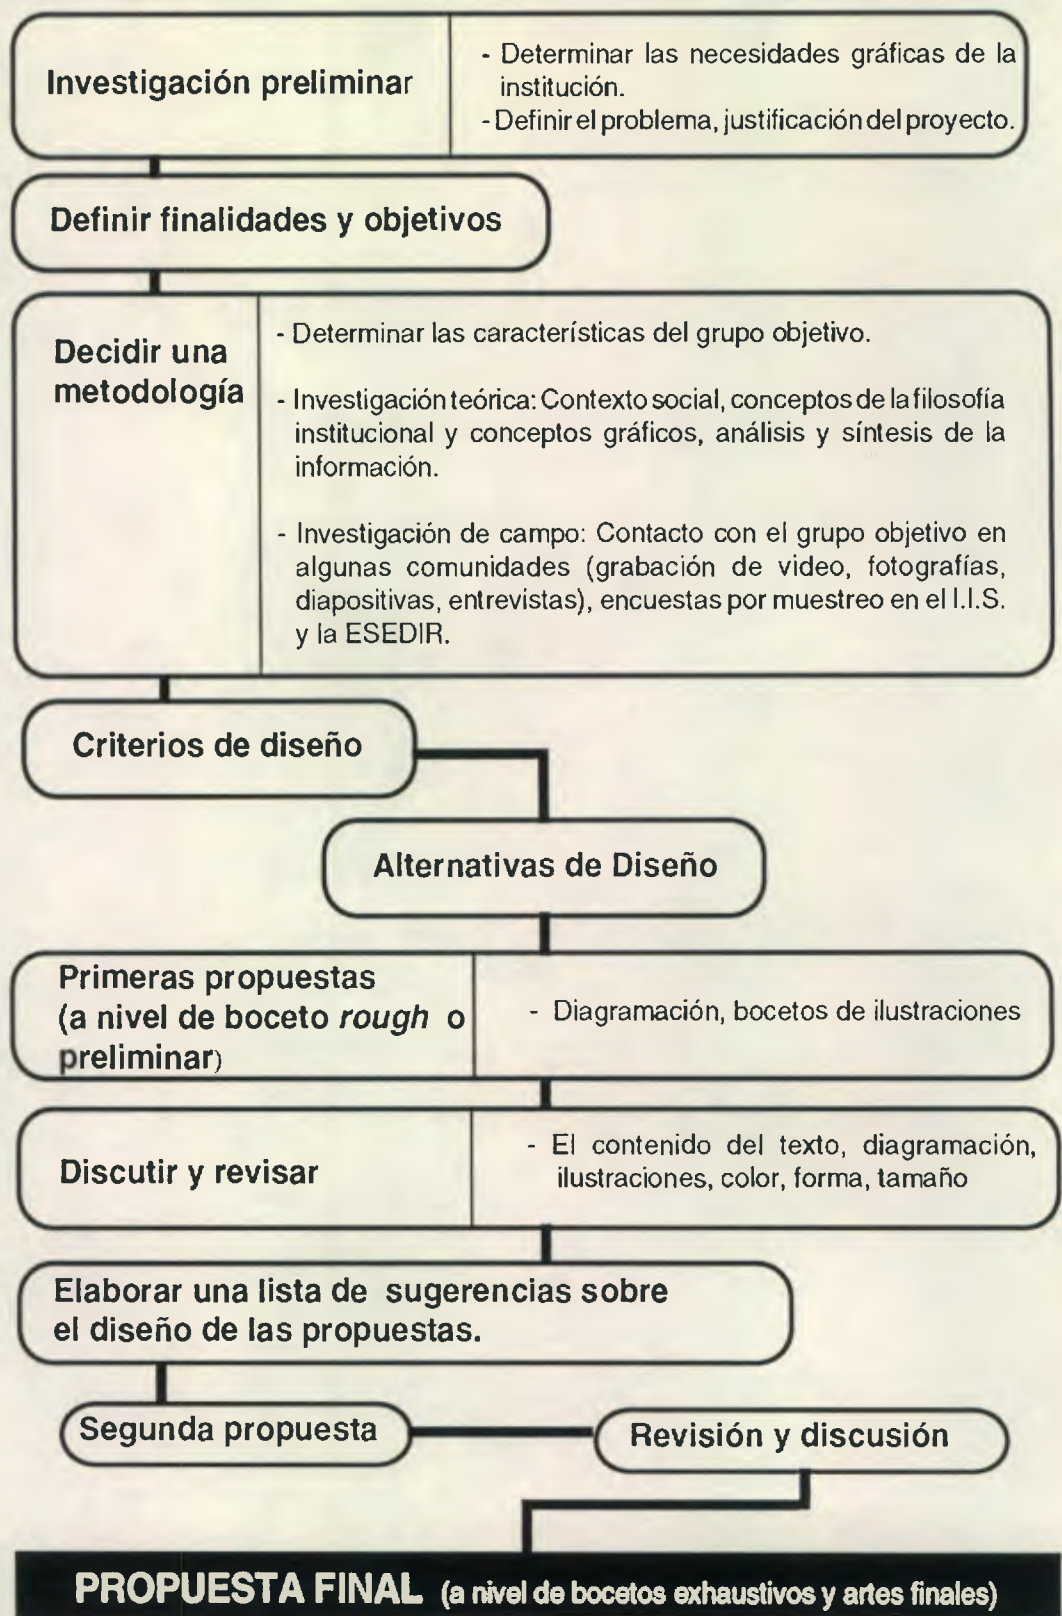 Investigación preliminar
- Determinar las necesidades gráficas de la
institución.
- Definir el problema, justificación del proyecto.
Definir finalidades y objetivos
Decidir una
metodología
- Determinar las características del grupo objetivo.
- Investigación teórica: Contexto social, conceptos de la filosofía
institucional y conceptos gráficos, análisis y síntesis de la
información.
- Investigación de campo: Contacto con el grupo objetivo en
algunas comunidades (grabación de video, fotografías,
diapositivas, entrevistas), encuestas por muestreo en el I.I.S.
y la ESEDIR.
Criterios de diseño
Alternativas de Diseño
Primeras propuestas
(a nivel de boceto rough o
preliminar)
- Diagramación, bocetos de ilustraciones
Discutir y revisar
- El contenido del texto, diagramación,
ilustraciones, color, forma, tamaño
Elaborar una lista de sugerencias sobre
el diseño de las propuestas.
Segunda propuesta
Revisión y discusión
PROPUESTA FINAL (a nivel de bocetos exhaustivos y artes finales)